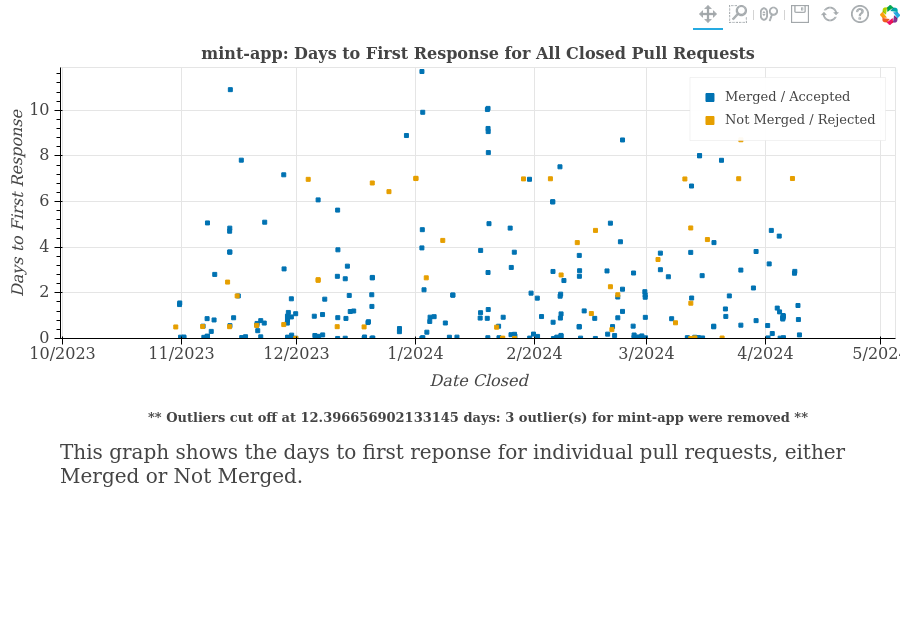 mint-app: Days to First Response for All Closed Pull Requests
Merged / Accepted
Not Merged / Rejected
Days to First Response
10
8
6
4
2
0
10/2023 11/2023 12/2023 1/2024 2/2024 3/2024 4/2024 5/202
Date Closed
** Outliers cut off at 12.396656902133145 days: 3 outlier(s) for mint-app were removed **
This graph shows the days to first reponse for individual pull requests, either
Merged or Not Merged.